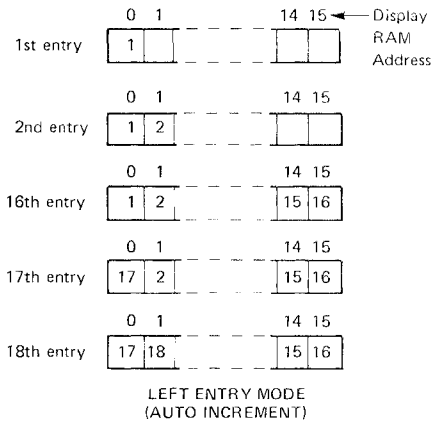 0 1 14 15 Display
RAM
Address
1st entry 1
0 1 14 15
2nd entry 1 2
0 1 14 15
16th entry 1 2 15 16
0 1 14 15
17th entry 17 2 15 16
0 1 14 15
18th entry 17 18 15 16
LEFT ENTRY MODE
(AUTO INCREMENT)